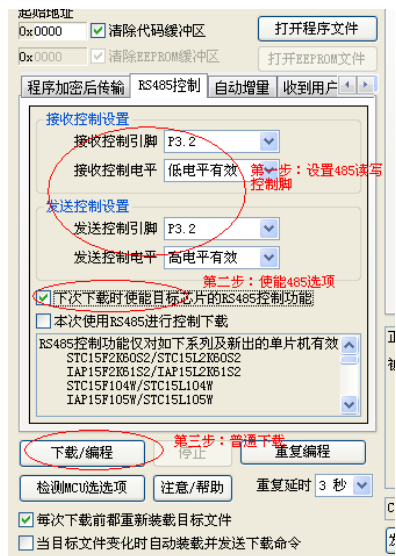 起始地址
0x0000 清除代码缓冲区 打开程序文件
0x0000 清除EEPROM缓冲区 打开EEPROM文件
程序加密后传输 RS485控制 自动增量 收到用户
接收控制设置
接收控制引脚 P3.2
接收控制电平 低电平有效
第一步：设置485读写
控制脚
发送控制设置
发送控制引脚 P3.2
发送控制电平 高电平有效
第二步：使能485选项
下次下载时使能目标芯片的RS485控制功能
本次使用RS485进行控制下载
RS485控制功能仅对如下系列及新出的单片机有效
STC15F2K60S2/STC15L2K60S2
IAP15F2K61S2/IAP15L2K61S2
STC15F104W/STC15L104W
IAP15F105W/STC15L105W
第三步：普通下载
下载/编程 停止 重复编程
检测MCU选选项 注意/帮助 重复延时 3 秒
每次下载前都重新装载目标文件
当目标文件变化时自动装载并发送下载命令